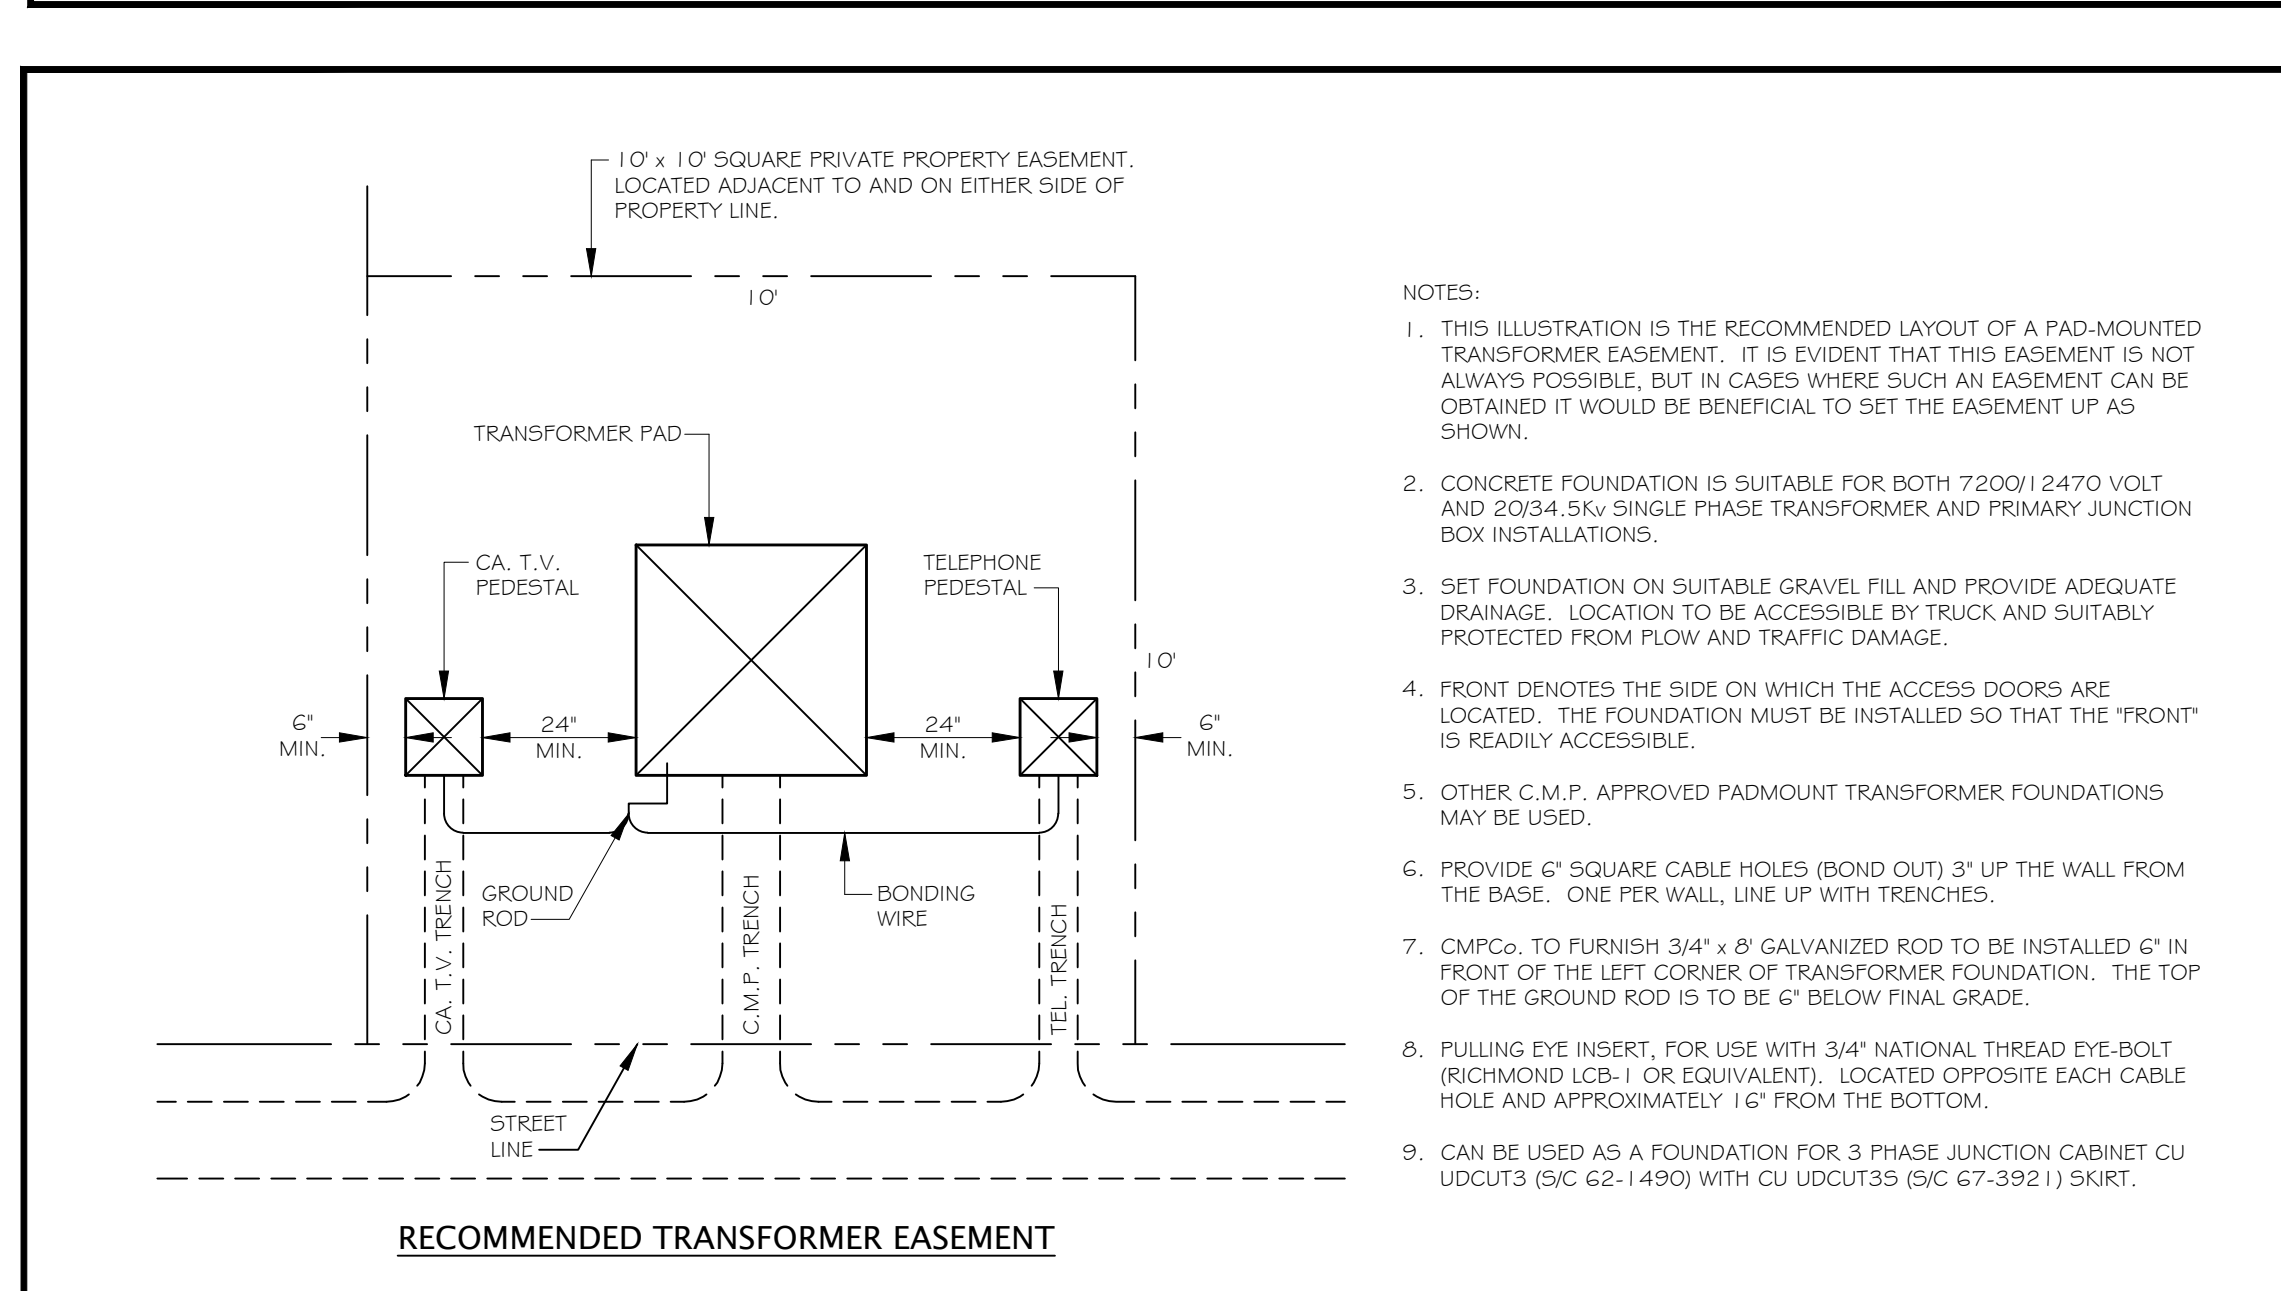 10' x 10' SQUARE PRIVATE PROPERTY EASEMENT.
LOCATED ADJACENT TO AND ON EITHER SIDE OF
PROPERTY LINE.
10'
TRANSFORMER PAD
CA. T.V.
PEDESTAL
TELEPHONE
PEDESTAL
10'
6"
MIN.
24"
MIN.
24"
MIN.
6"
MIN.
GROUND
ROD
BONDING
WIRE
CA. T.V. TRENCH
C.M.P. TRENCH
TEL. TRENCH
STREET
LINE
RECOMMENDED TRANSFORMER EASEMENT
NOTES:
1. THIS ILLUSTRATION IS THE RECOMMENDED LAYOUT OF A PAD-MOUNTED
TRANSFORMER EASEMENT. IT IS EVIDENT THAT THIS EASEMENT IS NOT
ALWAYS POSSIBLE, BUT IN CASES WHERE SUCH AN EASEMENT CAN BE
OBTAINED IT WOULD BE BENEFICIAL TO SET THE EASEMENT UP AS
SHOWN.
2. CONCRETE FOUNDATION IS SUITABLE FOR BOTH 7200/12470 VOLT
AND 20/34.5Kv SINGLE PHASE TRANSFORMER AND PRIMARY JUNCTION
BOX INSTALLATIONS.
3. SET FOUNDATION ON SUITABLE GRAVEL FILL AND PROVIDE ADEQUATE
DRAINAGE. LOCATION TO BE ACCESSIBLE BY TRUCK AND SUITABLY
PROTECTED FROM PLOW AND TRAFFIC DAMAGE.
4. FRONT DENOTES THE SIDE ON WHICH THE ACCESS DOORS ARE
LOCATED. THE FOUNDATION MUST BE INSTALLED SO THAT THE "FRONT"
IS READILY ACCESSIBLE.
5. OTHER C.M.P. APPROVED PADMOUNT TRANSFORMER FOUNDATIONS
MAY BE USED.
6. PROVIDE 6" SQUARE CABLE HOLES (BOND OUT) 3" UP THE WALL FROM
THE BASE. ONE PER WALL, LINE UP WITH TRENCHES.
7. CMPCo. TO FURNISH 3/4" x 8' GALVANIZED ROD TO BE INSTALLED 6" IN
FRONT OF THE LEFT CORNER OF TRANSFORMER FOUNDATION. THE TOP
OF THE GROUND ROD IS TO BE 6" BELOW FINAL GRADE.
8. PULLING EYE INSERT, FOR USE WITH 3/4" NATIONAL THREAD EYE-BOLT
(RICHMOND LCB-1 OR EQUIVALENT). LOCATED OPPOSITE EACH CABLE
HOLE AND APPROXIMATELY 16" FROM THE BOTTOM.
9. CAN BE USED AS A FOUNDATION FOR 3 PHASE JUNCTION CABINET CU
UDCUT3 (S/C 62-1490) WITH CU UDCUT3S (S/C 67-3921) SKIRT.